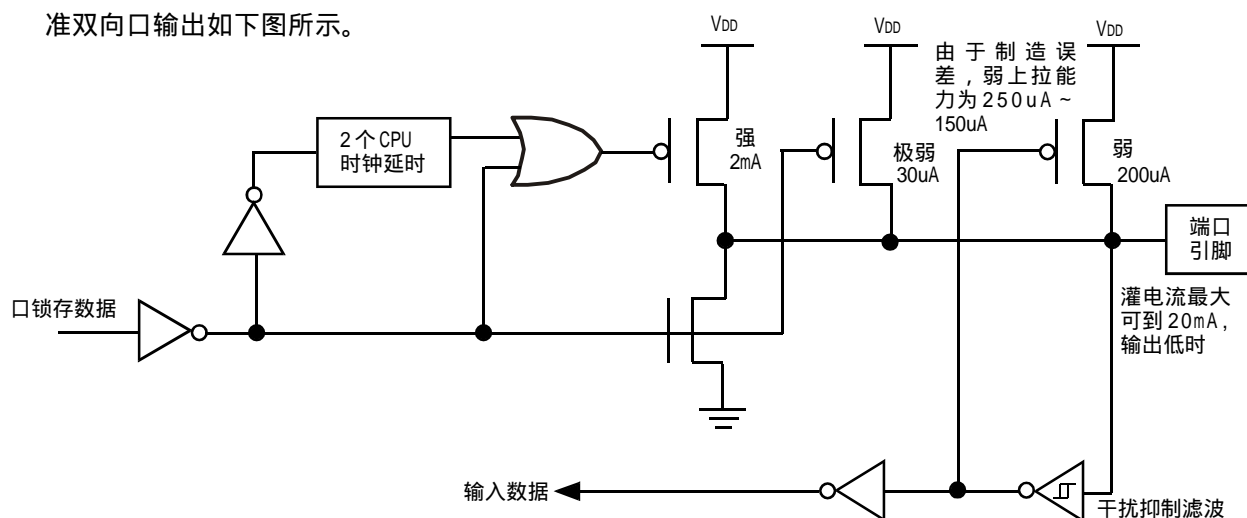 准双向口输出如下图所示。
VDD
VDD
VDD
由于制造误
差,弱上拉能
力为250uA~
150uA
2个CPU
时钟延时
强
2mA
极弱
30uA
弱
200uA
端口
引脚
口锁存数据
灌电流最大
可到20mA,
输出低时
输入数据
干扰抑制滤波